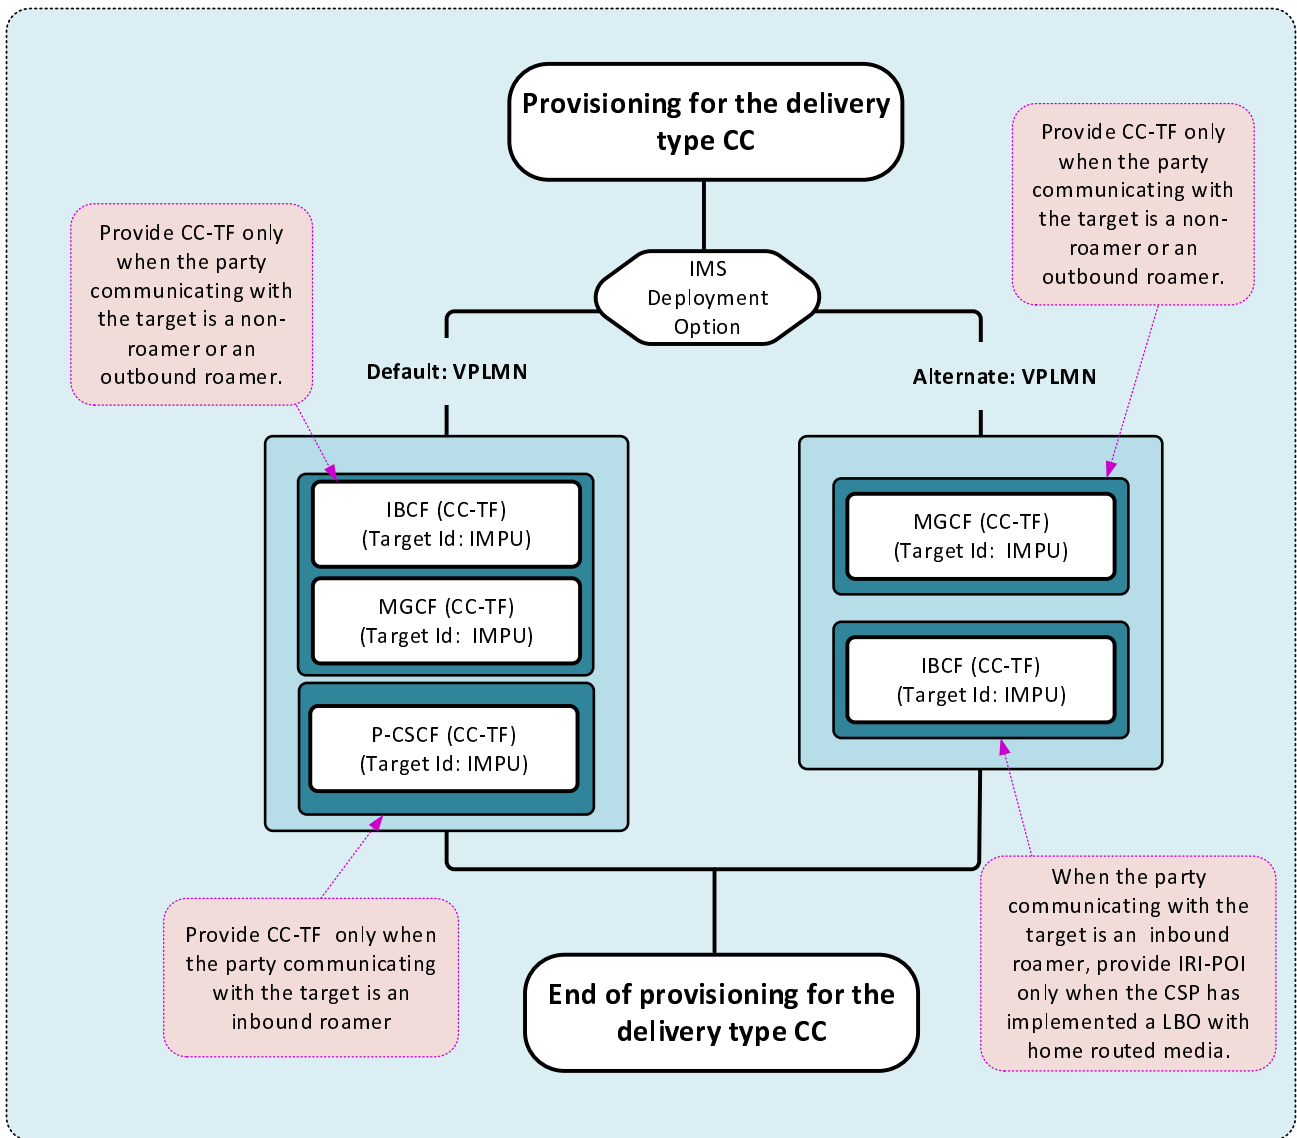 Provisioning for the delivery
type CC
Provide CC-TF only
when the party
communicating with
the target is a non-
roamer or an
outbound roamer.
Provide CC-TF only
when the party
communicating with
the target is a non-
roamer or an
outbound roamer.
IMS
Deployment
Option
Default: VPLMN
Alternate: VPLMN
IBCF (CC-TF)
(Target Id: IMPU)
MGCF (CC-TF)
(Target Id:  IMPU)
P-CSCF (CC-TF)
(Target Id: IMPU)
MGCF (CC-TF)
(Target Id:  IMPU)
IBCF (CC-TF)
(Target Id: IMPU)
Provide CC-TF  only when
the party communicating
with the target is an
inbound roamer
When the party
communicating with the
target is an  inbound
roamer, provide IRI-POI
only when the CSP has
implemented a LBO with
home routed media.
End of provisioning for the
delivery type CC